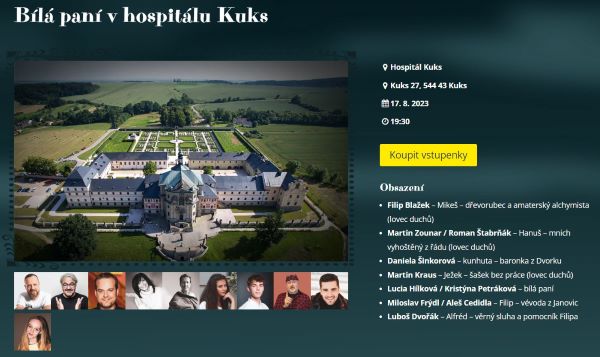 Bílá paní v hospitálu Kuks
Hospitál Kuks
Kuks 27, 544 43 Kuks
17. 8. 2023
19:30
Koupit vstupenky
Obsazení
Filip Blažek – Mikeš – dřevorubec a amaterský alchymista
(lovec duchů)
Martin Zounar / Roman Štabrňák – Hanuš – mnich
vyhoštěný z řádu (lovec duchů)
Daniela Šinkorová – kunhuta – baronka z Dvorku
Martin Kraus – Ježek – šašek bez práce (lovec duchů)
Lucia Hílková / Kristýna Petráková – bílá paní
Miloslav Frýdl / Aleš Cedidla – Filip – vévoda z Janovic
Luboš Dvořák – Alfréd – věrný sluha a pomocník Filipa